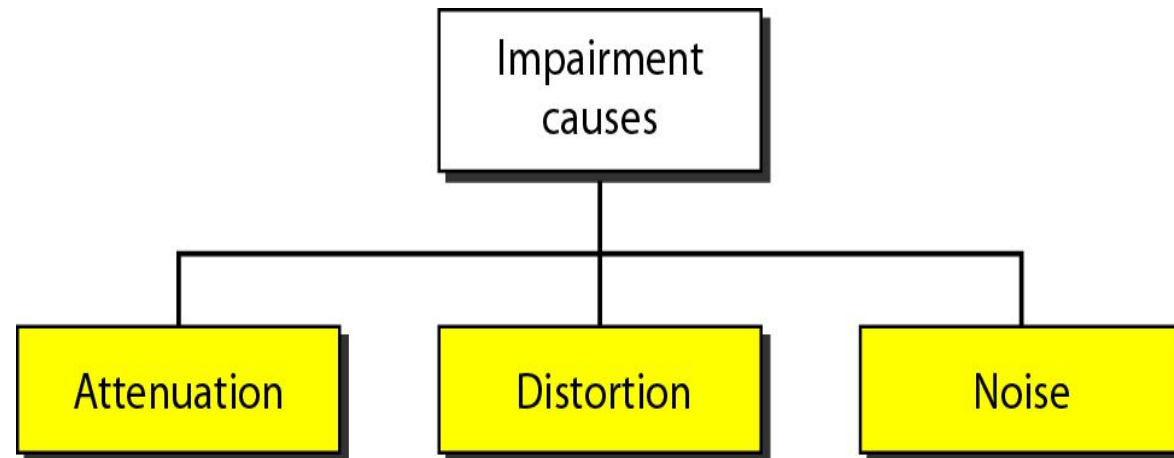 Impairment
causes
Attenuation
Distortion
Noise